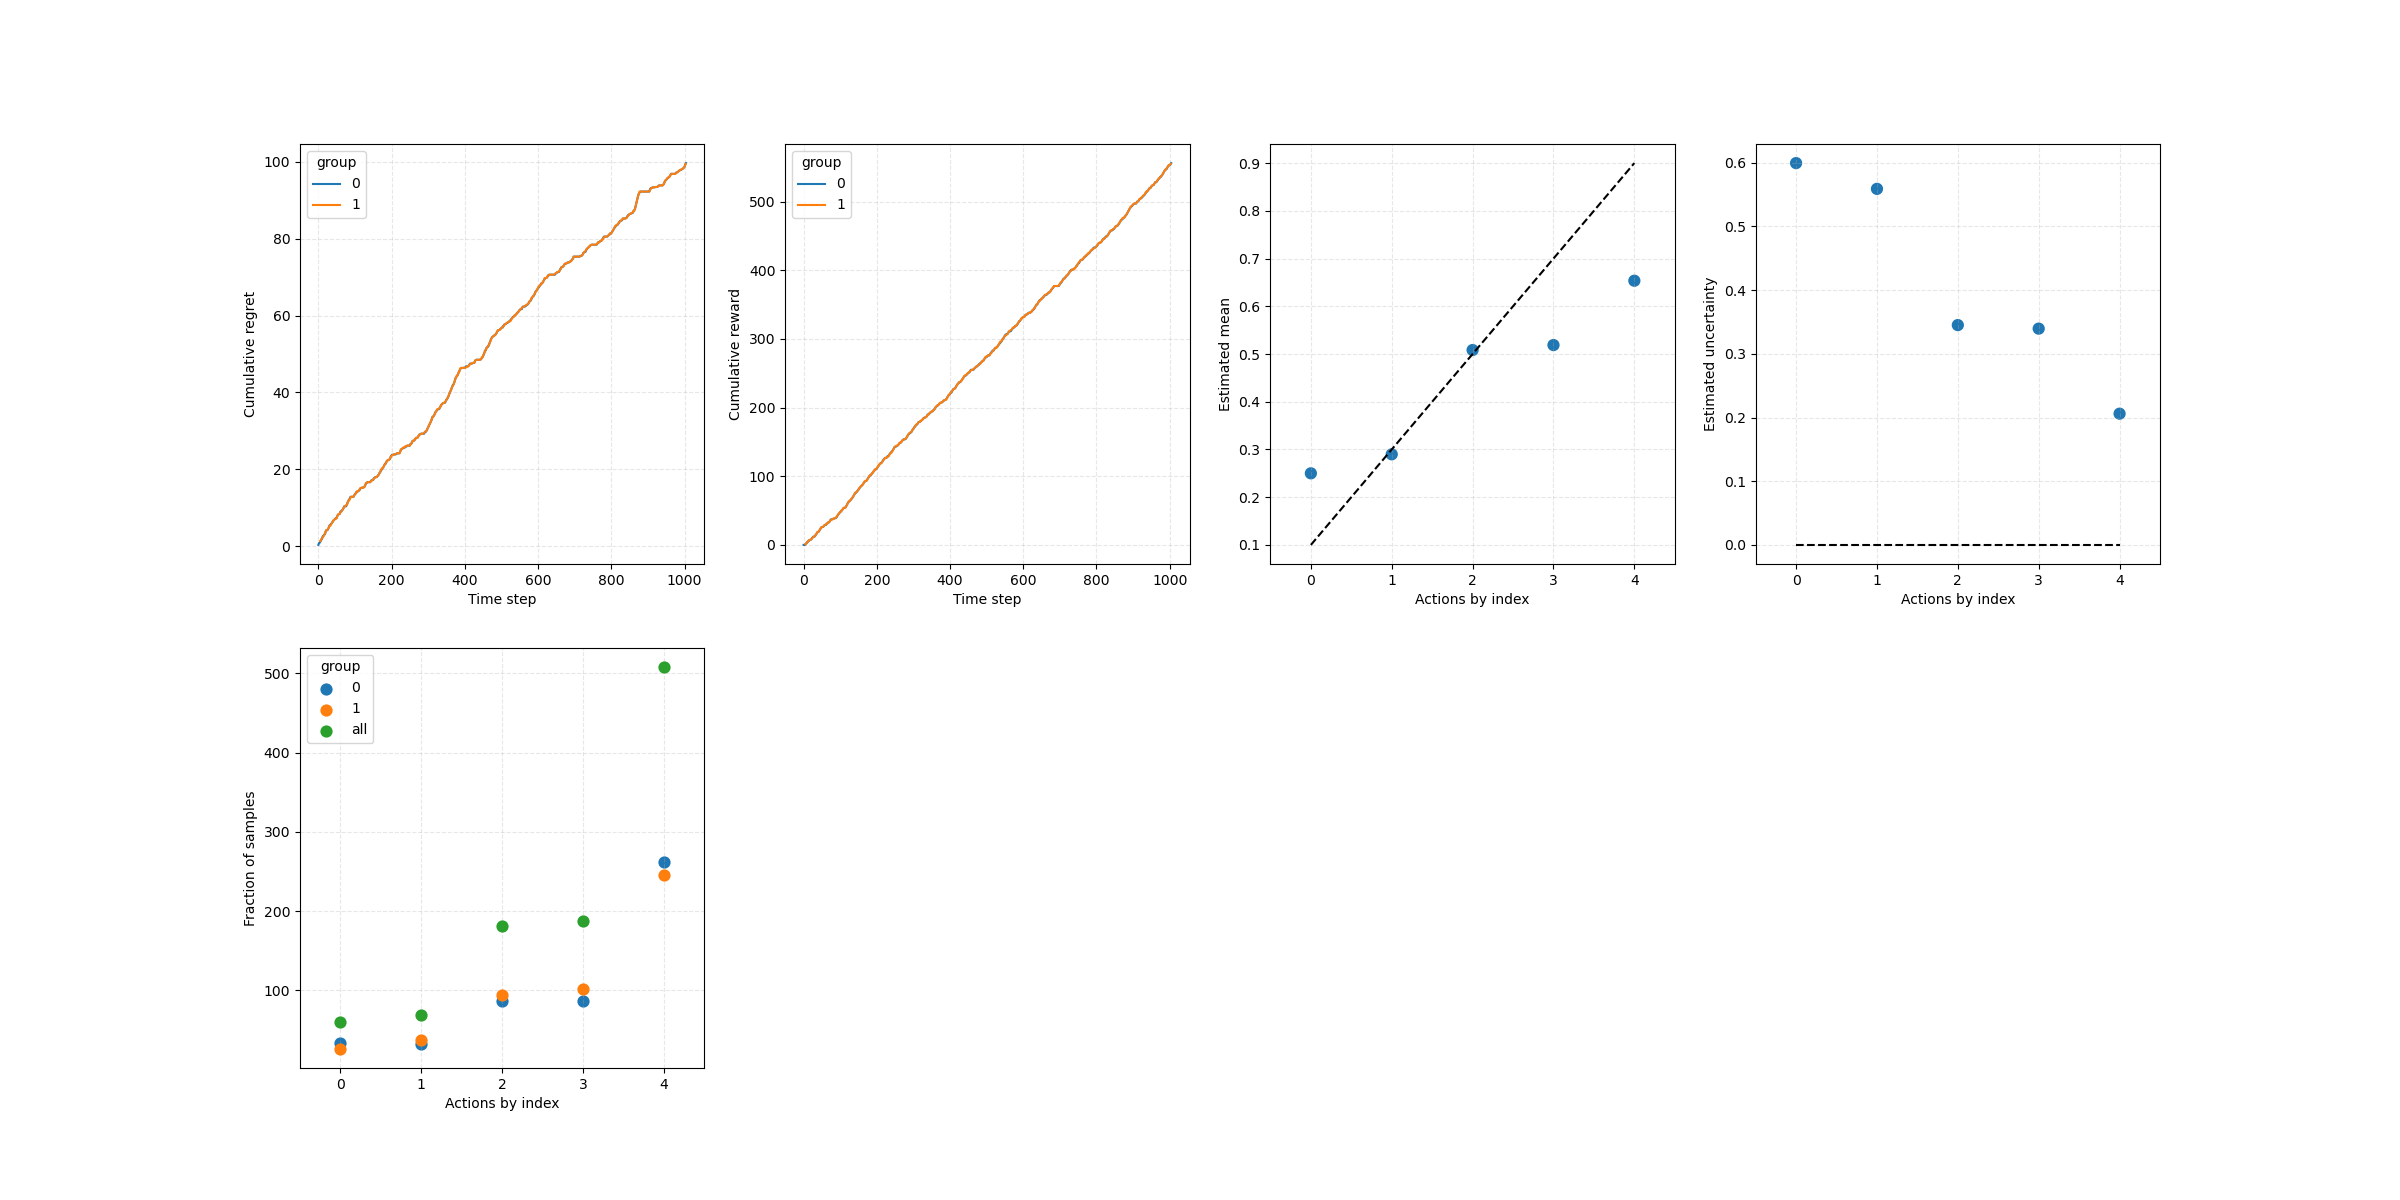 group
0
1
100
80
60
40
20
0
Cumulative regret
0 200 400 600 800 1000
Time step
group
0
1
500
400
300
200
100
0
Cumulative reward
0 200 400 600 800 1000
Time step
0.9
0.8
0.7
0.6
0.5
0.4
0.3
0.2
0.1
Estimated mean
0 1 2 3 4
Actions by index
0.6
0.5
0.4
0.3
0.2
0.1
0.0
Estimated uncertainty
0 1 2 3 4
Actions by index
group
0
1
all
500
400
300
200
100
Fraction of samples
0 1 2 3 4
Actions by index